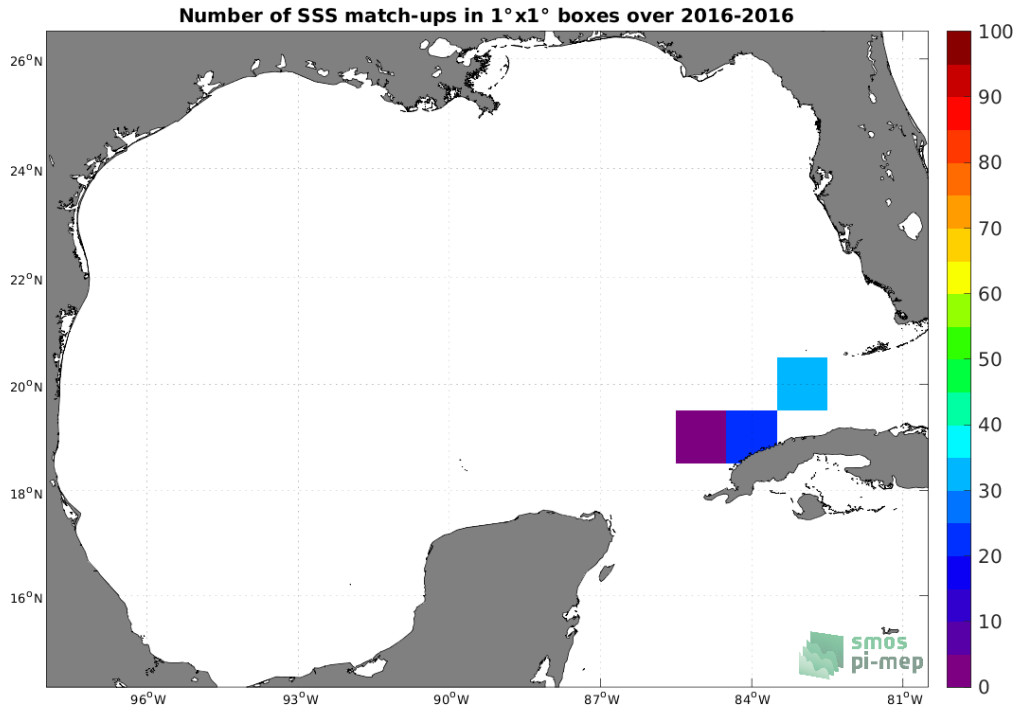 Number of SSS match-ups in 1°x1° boxes over 2016-2016
26°N
24°N
22°N
20°N
18°N
16°N
96°W
93°W
90°W
87°W
84°W
81°W
100
90
80
70
60
50
40
30
20
10
0
smos
pi-mep